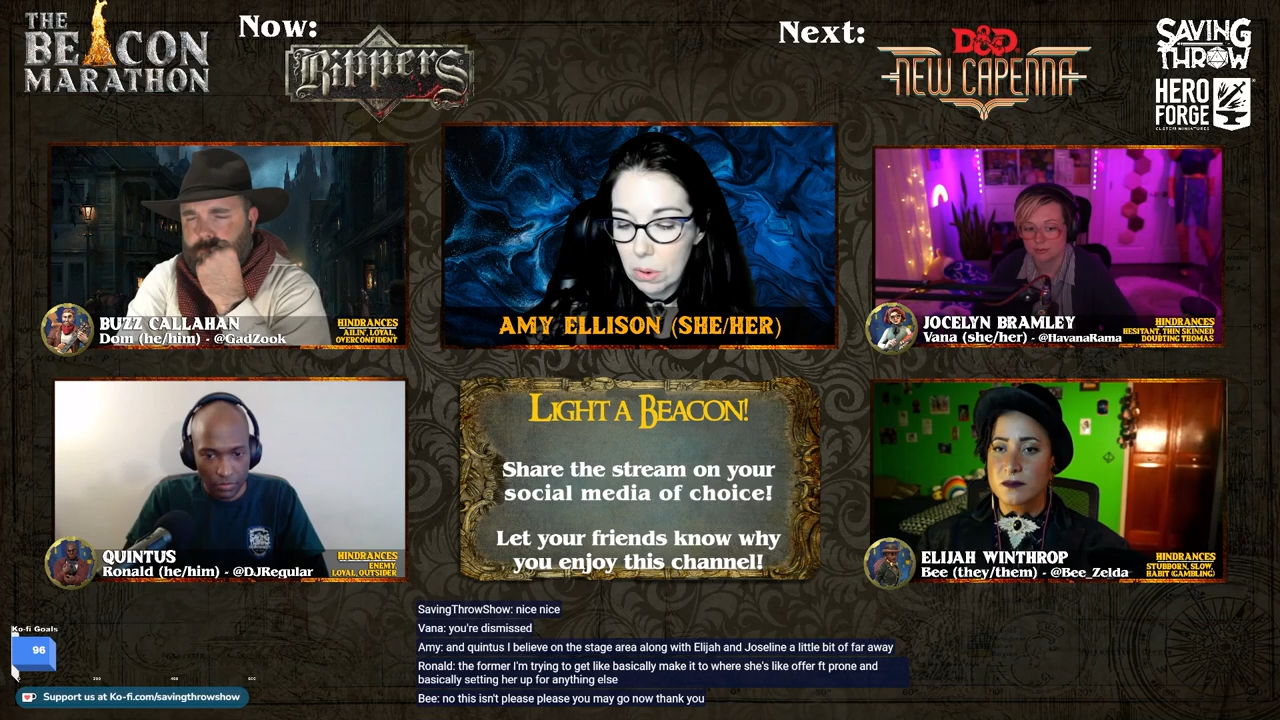 THE
BEACON
MARATHON
Now:
Rippers
Next:
D&D
NEW CAPENNA
SAVING
THROW
HERO
FORGE
CUSTOM MINIATURES
BUZZ CALLAHAN
Dom (he/him) - @GadZook
HINDRANCES
AILIN', LOYAL,
OVERCONFIDENT
AMY ELLISON (SHE/HER)
JOCELYN BRAMLEY
Vana (she/her) - @HavanaRama
HINDRANCES
HESITANT, THIN SKINNED
DOUBTING THOMAS
QUINTUS
Ronald (he/him) - @DJRegular
HINDRANCES
ENEMY,
LOYAL, OUTSIDER
LIGHT A BEACON!
Share the stream on your
social media of choice!
Let your friends know why
you enjoy this channel!
ELIJAH WINTHROP
Bee (they/them) - @Bee_Zelda
HINDRANCES
STUBBORN, SLOW,
HABIT (GAMBLING)
SavingThrowShow: nice nice
Vana: you're dismissed
Amy: and quintus I believe on the stage area along with Elijah and Joseline a little bit of far away
Ronald: the former I'm trying to get like basically make it to where she's like offer ft prone and
basically setting her up for anything else
Bee: no this isn't please please you may go now thank you
Ko-fi Goals
96
200 400 600
Support us at Ko-fi.com/savingthrowshow